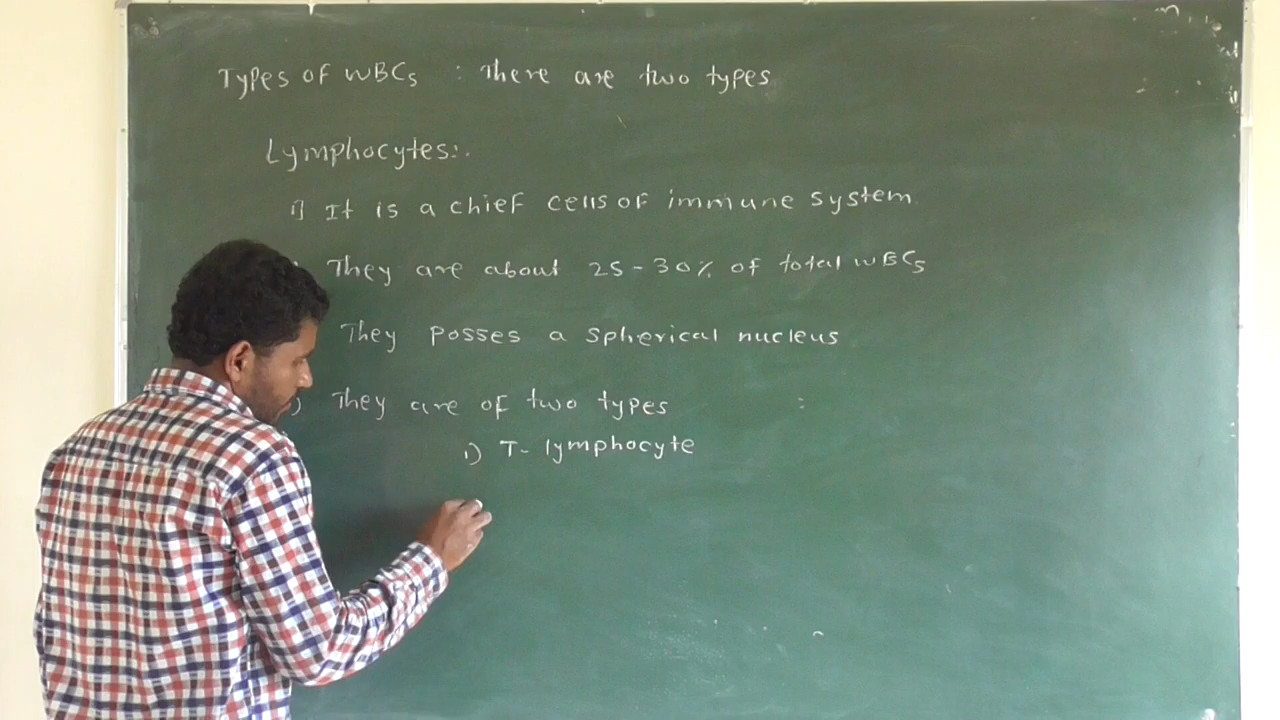 Types of WBCs : There are two types
Lymphocytes:.
i] It is a chief cells of immune system
They are about 25-30% of total WBCs
They posses a spherical nucleus
) They are of two types :
1) T- lymphocyte